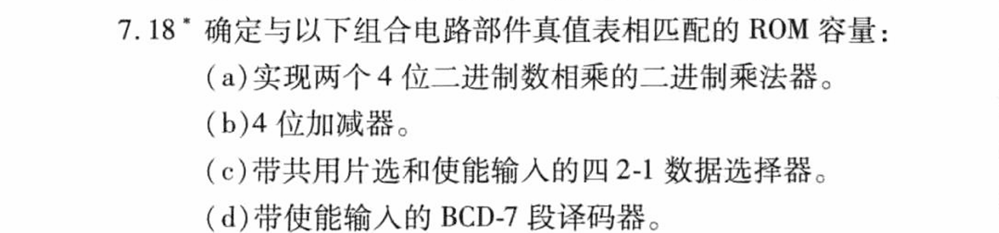 7.18* 确定与以下组合电路部件真值表相匹配的 ROM 容量：
(a)实现两个 4 位二进制数相乘的二进制乘法器。
(b)4 位加减器。
(c)带共用片选和使能输入的四 2-1 数据选择器。
(d)带使能输入的 BCD-7 段译码器。